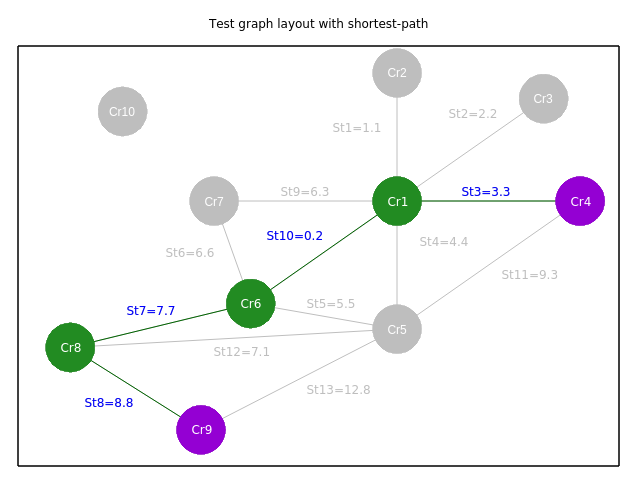 Test graph layout with shortest-path
Cr2
Cr3
Cr10
St2=2.2
St1=1.1
St9=6.3
St3=3.3
Cr7
Cr1
Cr4
St10=0.2
St4=4.4
St6=6.6
St11=9.3
Cr6
St5=5.5
St7=7.7
Cr5
Cr8
St12=7.1
St13=12.8
St8=8.8
Cr9